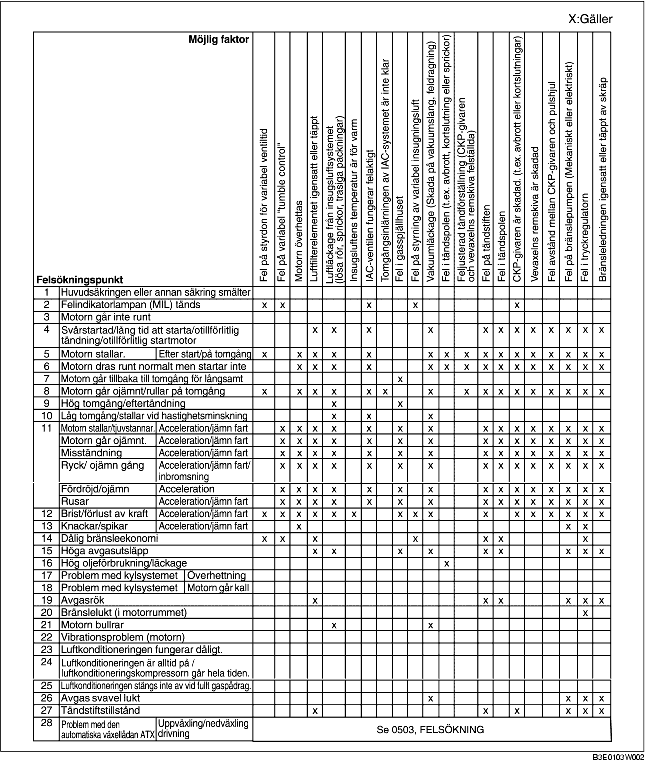 X:Gäller
Möjlig faktor
Felsökningspunkt
Fel på styrdon för variabel ventiltid
Fel på variabel "tumble control"
Motorn överhettas
Luftfilterelementet igensatt eller täppt
Luftläckage från insugsluftsystemet
(lösa rör, sprickor, trasiga packningar)
Insugsluftens temperatur är för varm
IAC-ventilen fungerar felaktigt
Tomgångsinlärningen av IAC-systemet är inte klar
Fel i gasspjällhuset
Fel på styrning av variabel insugningsluft
Vakuumläckage (Skada på vakuumslang, feldragning)
Fel i tändspolen (t.ex. avbrott, kortslutning eller sprickor)
Feljusterad tändförställning (CKP-givaren
och vevaxelns remskiva felställda)
Fel på tändstiften
Fel i tändspolen
CKP-givaren är skadad. (t.ex. avbrott eller kortslutningar)
Vevaxelns remskiva är skadad
Fel avstånd mellan CKP-givaren och pulshjul
Fel på bränslepumpen (Mekaniskt eller elektriskt)
Fel i tryckregulatorn
Bränsleledningen igensatt eller täppt av skräp
1 Huvudsäkringen eller annan säkring smälter
2 Felindikatorlampan (MIL) tänds x x x x x
3 Motorn går inte runt
4 Svårstartad/lång tid att starta/otillförlitlig x x x x x x x x x x x x
tändning/otillförlitlig startmotor
5 Motorn stallar. Efter start/på tomgång x x x x x x x x x x x x x x x x
6 Motorn dras runt normalt men startar inte x x x x x x x x x x x x x x x
7 Motorn går tillbaka till tomgång för långsamt x
8 Motorn går ojämnt/rullar på tomgång x x x x x x x x x x x x x x x x
9 Hög tomgång/eftertändning x x
10 Låg tomgång/stallar vid hastighetsminskning x x x
11 Motorn stallar/tjuvstannar. Acceleration/jämn fart x x x x x x x x x x x x x x x
Motorn går ojämnt. Acceleration/jämn fart x x x x x x x x x x x x x x x
Misständning Acceleration/jämn fart x x x x x x x x x x x x x x x
Ryck/ ojämn gång Acceleration/jämn fart/ x x x x x x x x x x x x x x x
inbromsning
Fördröjd/ojämn Acceleration x x x x x x x x x x x x x x x
Rusar Acceleration/jämn fart x x x x x x x x x x x x x x x
12 Brist/förlust av kraft Acceleration/jämn fart x x x x x x x x x x x x x x x x
13 Knackar/spikar Acceleration/jämn fart x x x
14 Dålig bränsleekonomi x x x x x x x
15 Höga avgasutsläpp x x x x x x x x x
16 Hög oljeförbrukning/läckage x
17 Problem med kylsystemet Överhettning
18 Problem med kylsystemet Motorn går kall
19 Avgasrök x x x x x x
20 Bränslelukt (i motorrummet) x
21 Motorn bullrar x x
22 Vibrationsproblem (motorn)
23 Luftkonditioneringen fungerar dåligt.
24 Luftkonditioneringen är alltid på /
luftkonditioneringskompressorn går hela tiden.
25 Luftkonditioneringen stängs inte av vid fullt gaspådrag.
26 Avgas svavel lukt x x x x
27 Tändstiftstillstånd x x x x x x
28 Problem med den Uppväxling/nedväxling Se 0503, FELSÖKNING
automatiska växellådan ATX drivning
B3E0103W002